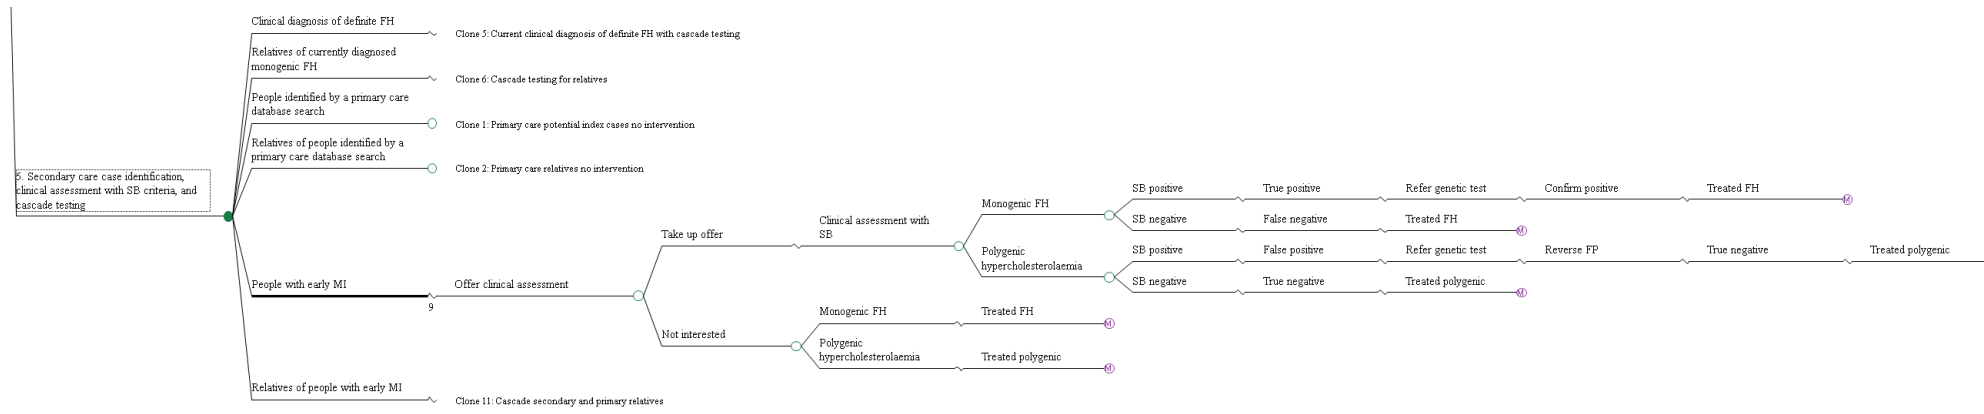 Clinical diagnosis of definite FH
Clone 5: Current clinical diagnosis of definite FH with cascade testing
Relatives of currently diagnosed
monogenic FH
Clone 6: Cascade testing for relatives
People identified by a primary care
database search
Clone 1: Primary care potential index cases no intervention
Relatives of people identified by a
primary care database search
Clone 2: Primary care relatives no intervention
5. Secondary care case identification,
clinical assessment with SB criteria, and
cascade testing
People with early MI
9
Offer clinical assessment
Take up offer
Clinical assessment with
SB
Monogenic FH
SB positive
True positive
Refer genetic test
Confirm positive
Treated FH
M
SB negative
False negative
Treated FH
M
Polygenic
hypercholesterolaemia
SB positive
False positive
Refer genetic test
Reverse FP
True negative
Treated polygenic
SB negative
True negative
Treated polygenic
M
Not interested
Monogenic FH
Treated FH
M
Polygenic
hypercholesterolaemia
Treated polygenic
M
Relatives of people with early MI
Clone 11: Cascade secondary and primary relatives